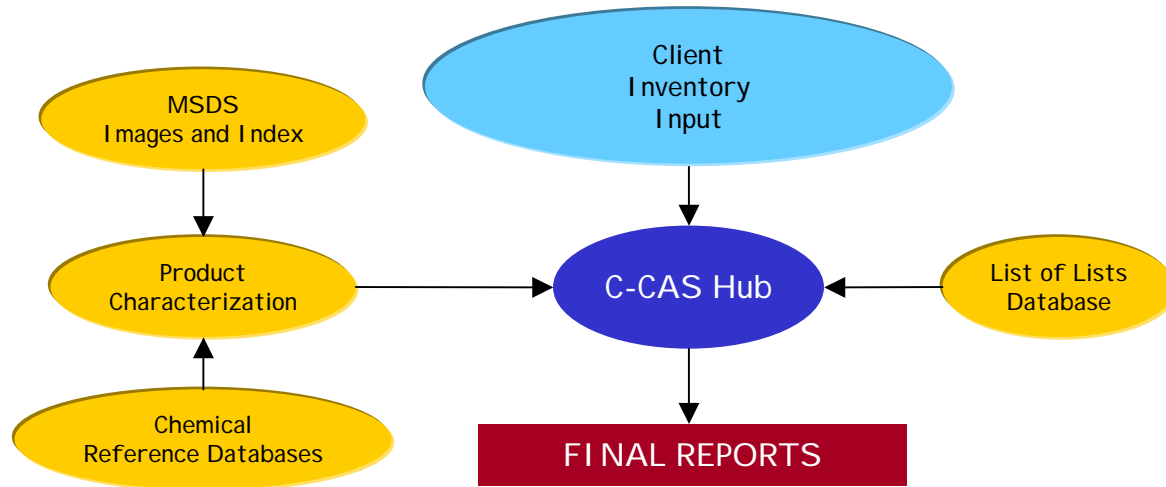 Client
Inventory
Input
MSDS
Images and Index
Product
Characterization
C-CAS Hub
List of Lists
Database
Chemical
Reference Databases
FINAL REPORTS